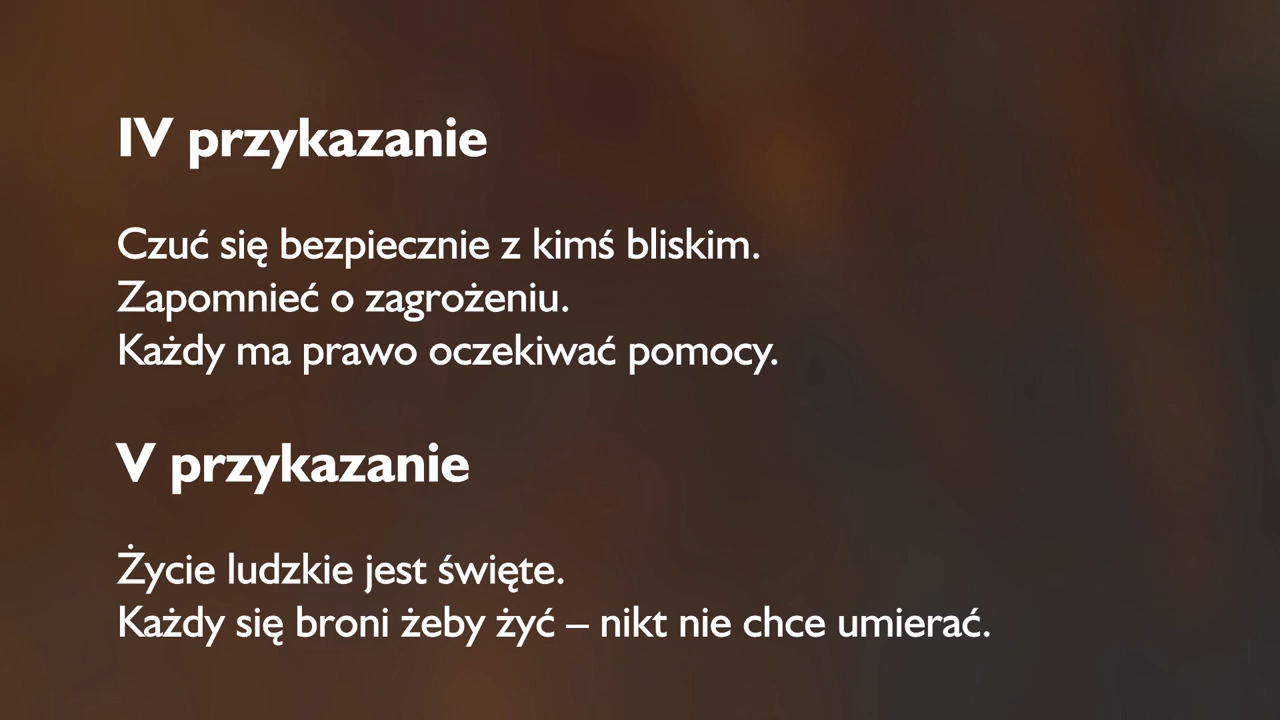 IV przykazanie
Czuć się bezpiecznie z kimś bliskim.
Zapomnieć o zagrożeniu.
Każdy ma prawo oczekiwać pomocy.
V przykazanie
Życie ludzkie jest święte.
Każdy się broni żeby żyć – nikt nie chce umierać.